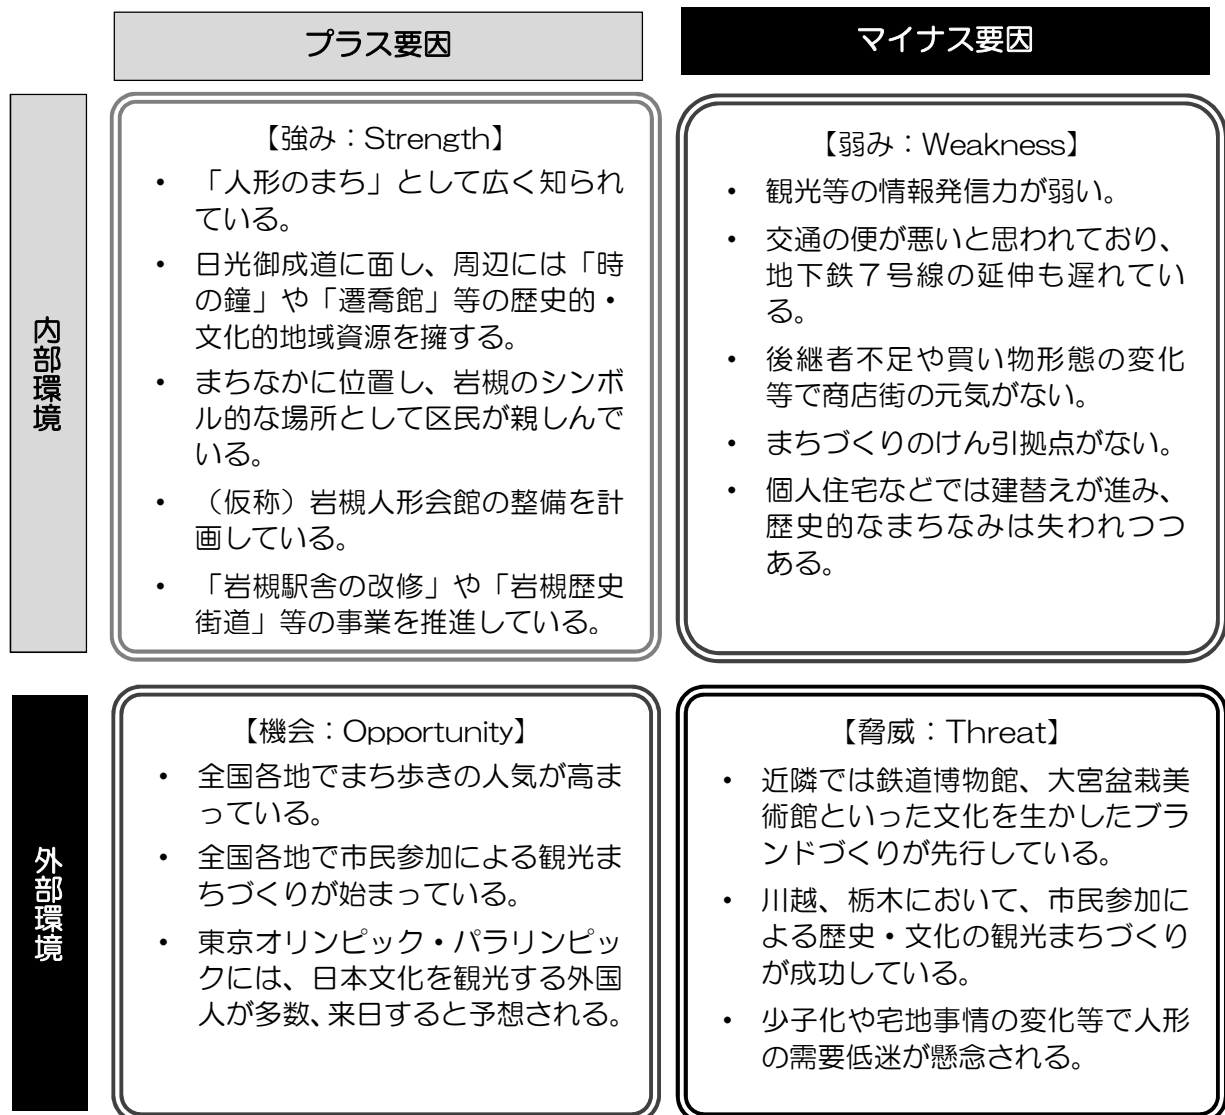 プラス要因
マイナス要因
内部環境
【強み：Strength】
・ 「人形のまち」として広く知られ
ている。
・ 日光御成道に面し、周辺には「時
の鐘」や「遷喬館」等の歴史的・
文化的地域資源を擁する。
・ まちなかに位置し、岩槻のシンボ
ル的な場所として区民が親しんで
いる。
・ （仮称）岩槻人形会館の整備を計
画している。
・ 「岩槻駅舎の改修」や「岩槻歴史
街道」等の事業を推進している。
【弱み：Weakness】
・ 観光等の情報発信力が弱い。
・ 交通の便が悪いと思われており、
地下鉄７号線の延伸も遅れてい
る。
・ 後継者不足や買い物形態の変化
等で商店街の元気がない。
・ まちづくりのけん引拠点がない。
・ 個人住宅などでは建替えが進み、
歴史的なまちなみは失われつつ
ある。
外部環境
【機会：Opportunity】
・ 全国各地でまち歩きの人気が高ま
っている。
・ 全国各地で市民参加による観光ま
ちづくりが始まっている。
・ 東京オリンピック・パラリンピッ
クには、日本文化を観光する外国
人が多数、来日すると予想される。
【脅威：Threat】
・ 近隣では鉄道博物館、大宮盆栽美
術館といった文化を生かしたブラ
ンドづくりが先行している。
・ 川越、栃木において、市民参加に
よる歴史・文化の観光まちづくり
が成功している。
・ 少子化や宅地事情の変化等で人形
の需要低迷が懸念される。